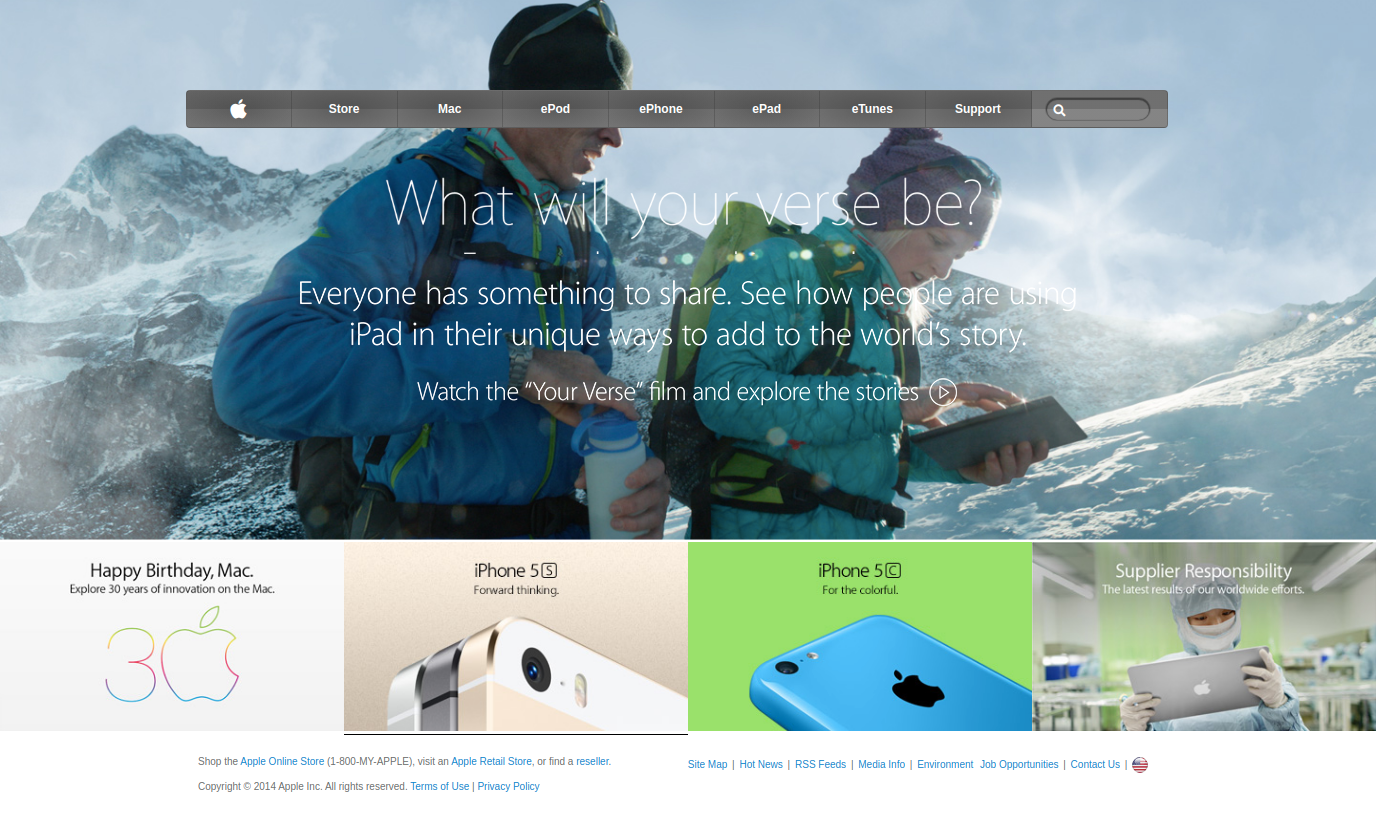 Store Mac ePod ePhone ePad eTunes Support
What will your verse be?
Everyone has something to share. See how people are using
iPad in their unique ways to add to the world's story.
Watch the “Your Verse” film and explore the stories
Happy Birthday, Mac.
Explore 30 years of innovation on the Mac.
30
iPhone 5S
Forward thinking.
iPhone 5C
For the colorful.
Supplier Responsibility
The latest results of our worldwide efforts.
Shop the Apple Online Store (1-800-MY-APPLE), visit an Apple Retail Store, or find a reseller.
Site Map | Hot News | RSS Feeds | Media Info | Environment Job Opportunities | Contact Us |
Copyright © 2014 Apple Inc. All rights reserved. Terms of Use | Privacy Policy